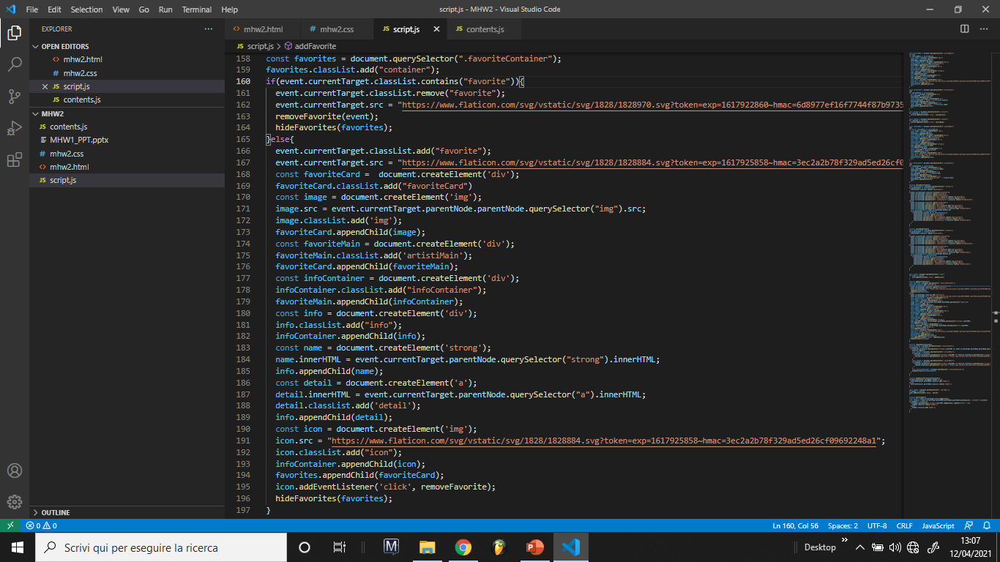 File Edit Selection View Go Run Terminal Help
script.js - MHW2 - Visual Studio Code
EXPLORER
OPEN EDITORS
mhw2.html
mhw2.css
script.js
contents.js
MHW2
contents.js
MHW1_PPT.pptx
mhw2.css
mhw2.html
script.js
OUTLINE
mhw2.html mhw2.css script.js contents.js
script.js > addFavorite
158 const favorites = document.querySelector(".favoriteContainer");
159 favorites.classList.add("container");
160 if(event.currentTarget.classList.contains("favorite")){
161 event.currentTarget.classList.remove("favorite");
162 event.currentTarget.src = "https://www.flaticon.com/svg/vstatic/svg/1828/1828970.svg?token=exp=1617922860~hmac=6d8977ef16f7744f87b9735
163 removeFavorite(event);
164 hideFavorites(favorites);
165 }else{
166 event.currentTarget.classList.add("favorite");
167 event.currentTarget.src = "https://www.flaticon.com/svg/vstatic/svg/1828/1828884.svg?token=exp=1617925858~hmac=3ec2a2b78f329ad5ed26cf0
168 const favoriteCard =  document.createElement('div');
169 favoriteCard.classList.add("favoriteCard")
170 const image = document.createElement('img');
171 image.src = event.currentTarget.parentNode.parentNode.querySelector("img").src;
172 image.classList.add('img');
173 favoriteCard.appendChild(image);
174 const favoriteMain = document.createElement('div');
175 favoriteMain.classList.add('artistiMain');
176 favoriteCard.appendChild(favoriteMain);
177 const infoContainer = document.createElement('div');
178 infoContainer.classList.add("infoContainer");
179 favoriteMain.appendChild(infoContainer);
180 const info = document.createElement('div');
181 info.classList.add("info");
182 infoContainer.appendChild(info);
183 const name = document.createElement('strong');
184 name.innerHTML = event.currentTarget.parentNode.querySelector("strong").innerHTML;
185 info.appendChild(name);
186 const detail = document.createElement('a');
187 detail.innerHTML = event.currentTarget.parentNode.querySelector("a").innerHTML;
188 detail.classList.add('detail');
189 info.appendChild(detail);
190 const icon = document.createElement('img');
191 icon.src = "https://www.flaticon.com/svg/vstatic/svg/1828/1828884.svg?token=exp=1617925858~hmac=3ec2a2b78f329ad5ed26cf09692248a1";
192 icon.classList.add("icon");
193 infoContainer.appendChild(icon);
194 favorites.appendChild(favoriteCard);
195 icon.addEventListener('click', removeFavorite);
196 hideFavorites(favorites);
197 }
0 0
Ln 160, Col 56 Spaces: 2 UTF-8 CRLF JavaScript
Scrivi qui per eseguire la ricerca
Desktop
13:07
12/04/2021